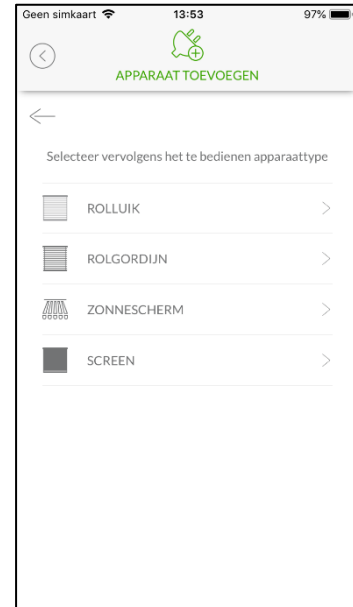 Geen simkaart 13:53 97%
APPARAAT TOEVOEGEN
Selecteer vervolgens het te bedienen apparaattype
ROLLUIK
ROLGORDIJN
ZONNESCHERM
SCREEN